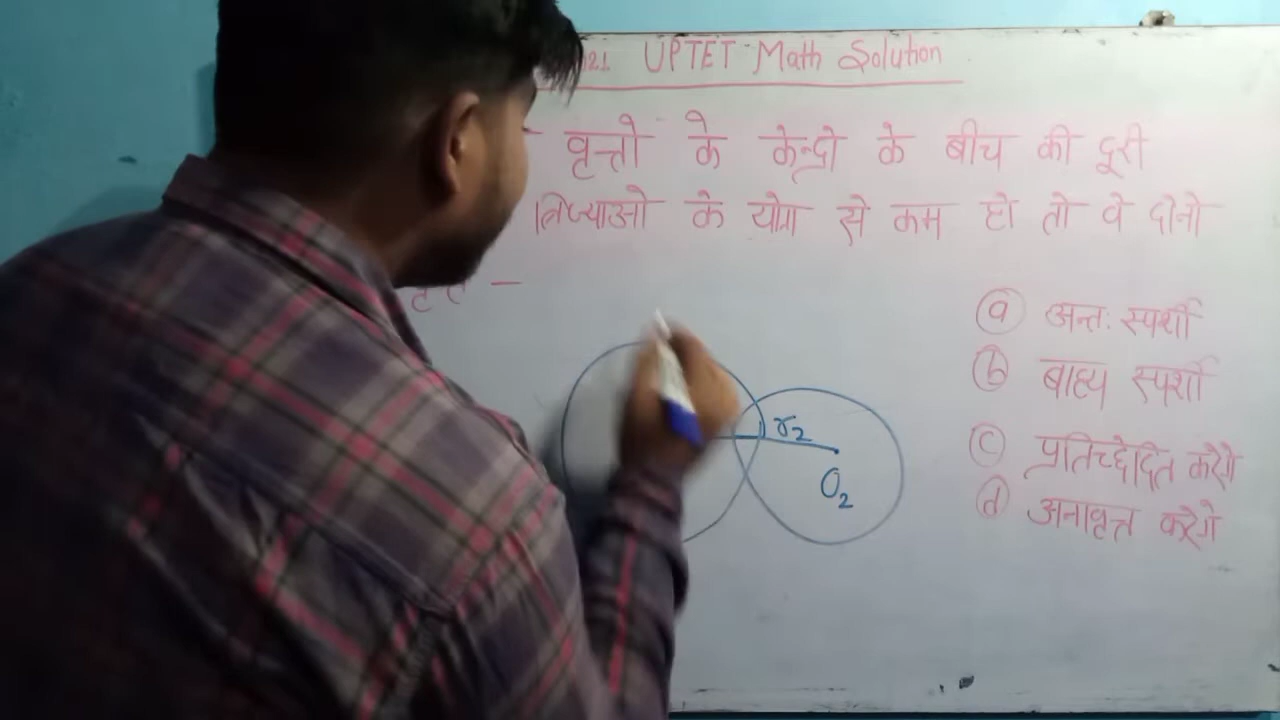 UPTET Math Solution
वृत्तो के केन्द्रो के बीच की दूरी
त्रिज्याओ के योग से कम हो तो वे दोनो
वृत्त —
(a) अन्तः स्पर्शी
(b) बाह्य स्पर्शी
(c) प्रतिच्छेदित करेंगे
(d) अनावृत्त करेगे
r₂
O₂